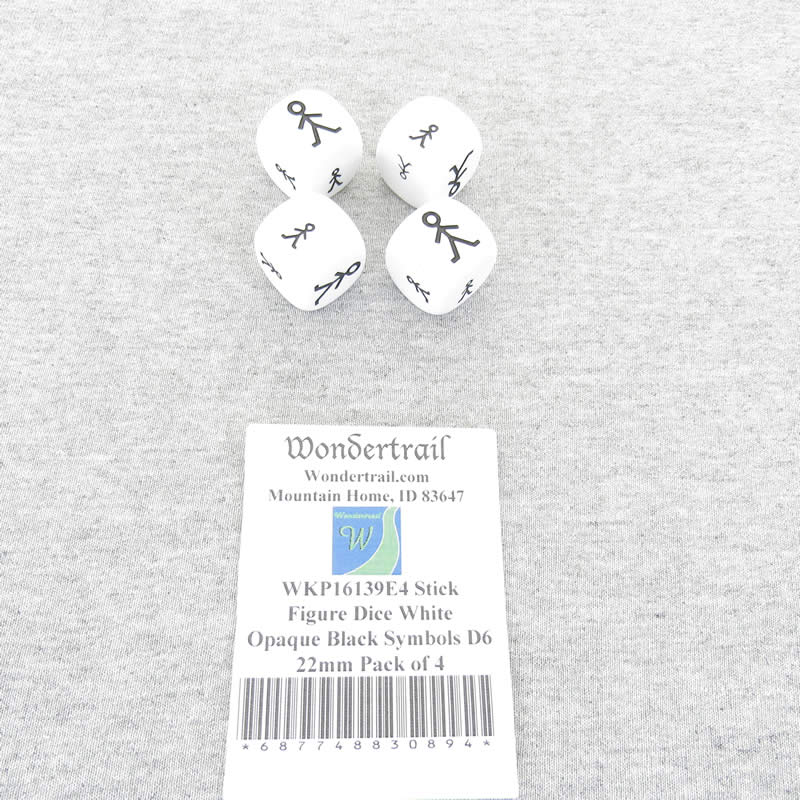 Wondertrail
Wondertrail.com
Mountain Home, ID 83647
Wondertrail
W
WKP16139E4 Stick
Figure Dice White
Opaque Black Symbols D6
22mm Pack of 4
*687748830894*